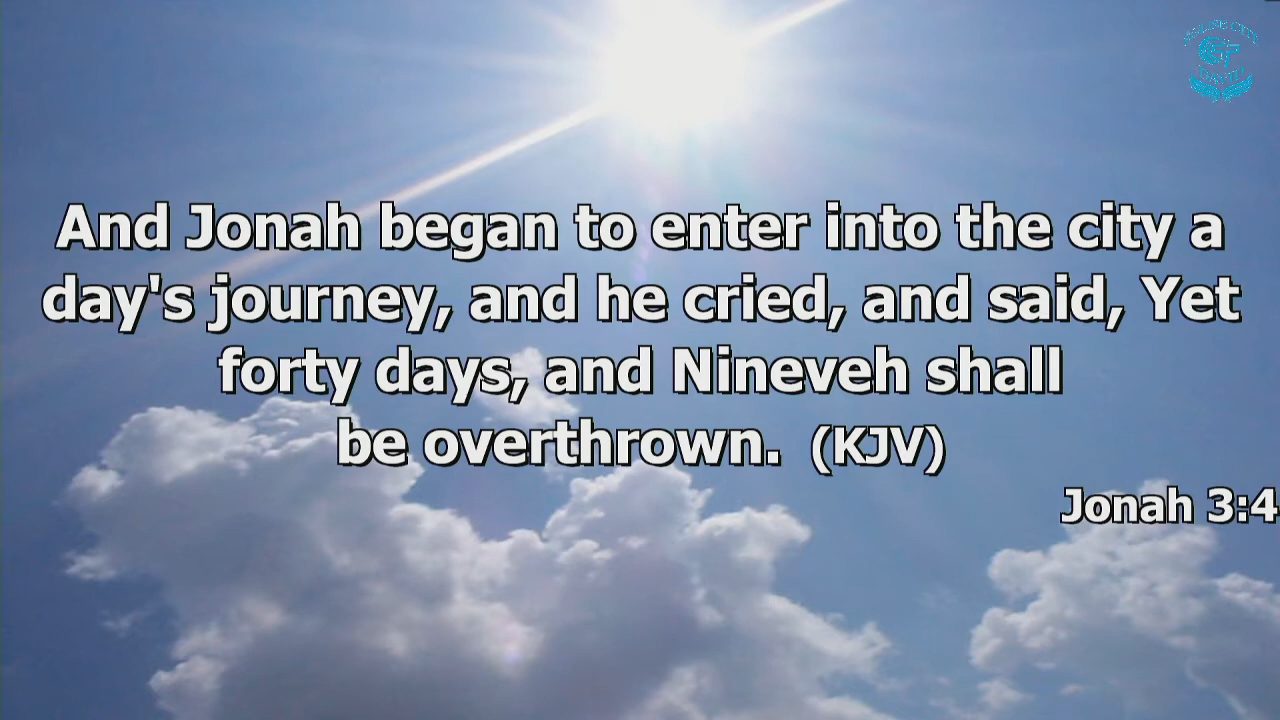 And Jonah began to enter into the city a
day's journey, and he cried, and said, Yet
forty days, and Nineveh shall
be overthrown. (KJV)
Jonah 3:4